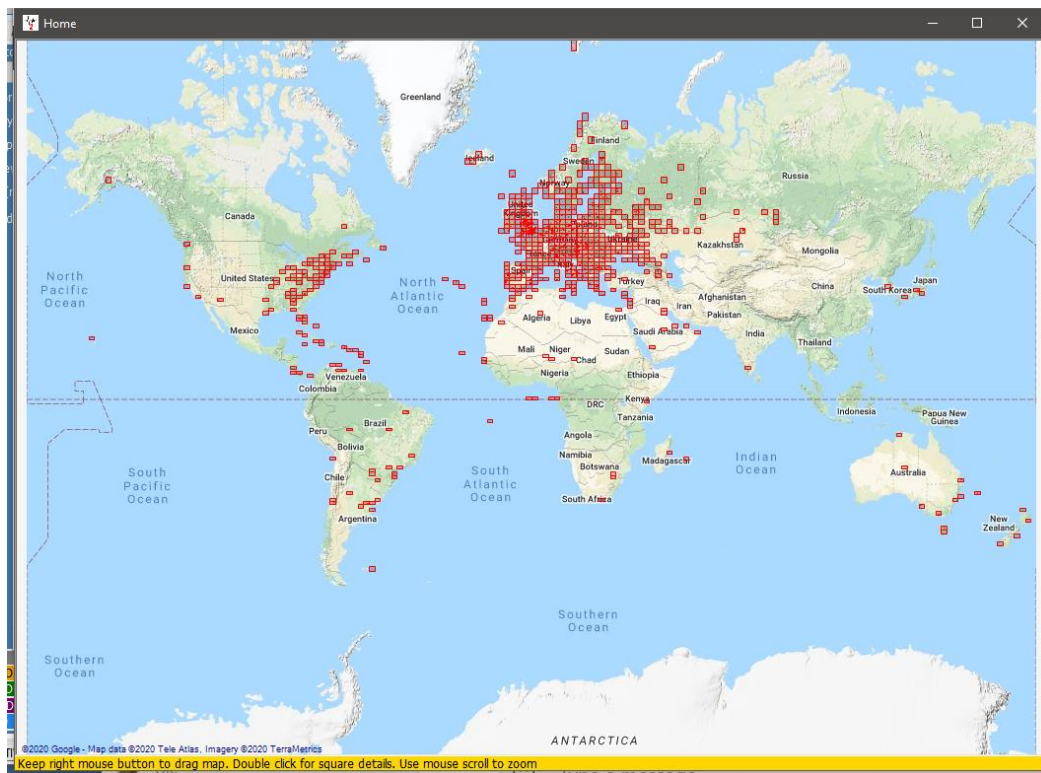 Home
Greenland
Iceland
Finland
Sweden
Norway
Russia
United
Kingdom
Canada
Poland
Germany
Ukraine
Kazakhstan
Mongolia
North
Pacific
Ocean
United States
North
Atlantic
Ocean
Spain
Italy
Turkey
China
South Korea
Japan
Iraq
Iran
Afghanistan
Pakistan
Algeria
Libya
Egypt
Saudi Arabia
India
Mexico
Thailand
Mali
Niger
Chad
Sudan
Nigeria
Ethiopia
Venezuela
Colombia
DRC
Kenya
Tanzania
Indonesia
Papua New
Guinea
Peru
Brazil
Bolivia
Angola
Namibia
Botswana
Madagascar
Indian
Ocean
Australia
South
Pacific
Ocean
Chile
South
Atlantic
Ocean
South Africa
Argentina
New
Zealand
Southern
Ocean
Southern
Ocean
ANTARCTICA
©2020 Google - Map data ©2020 Tele Atlas, Imagery ©2020 TerraMetrics
Keep right mouse button to drag map. Double click for square details. Use mouse scroll to zoom